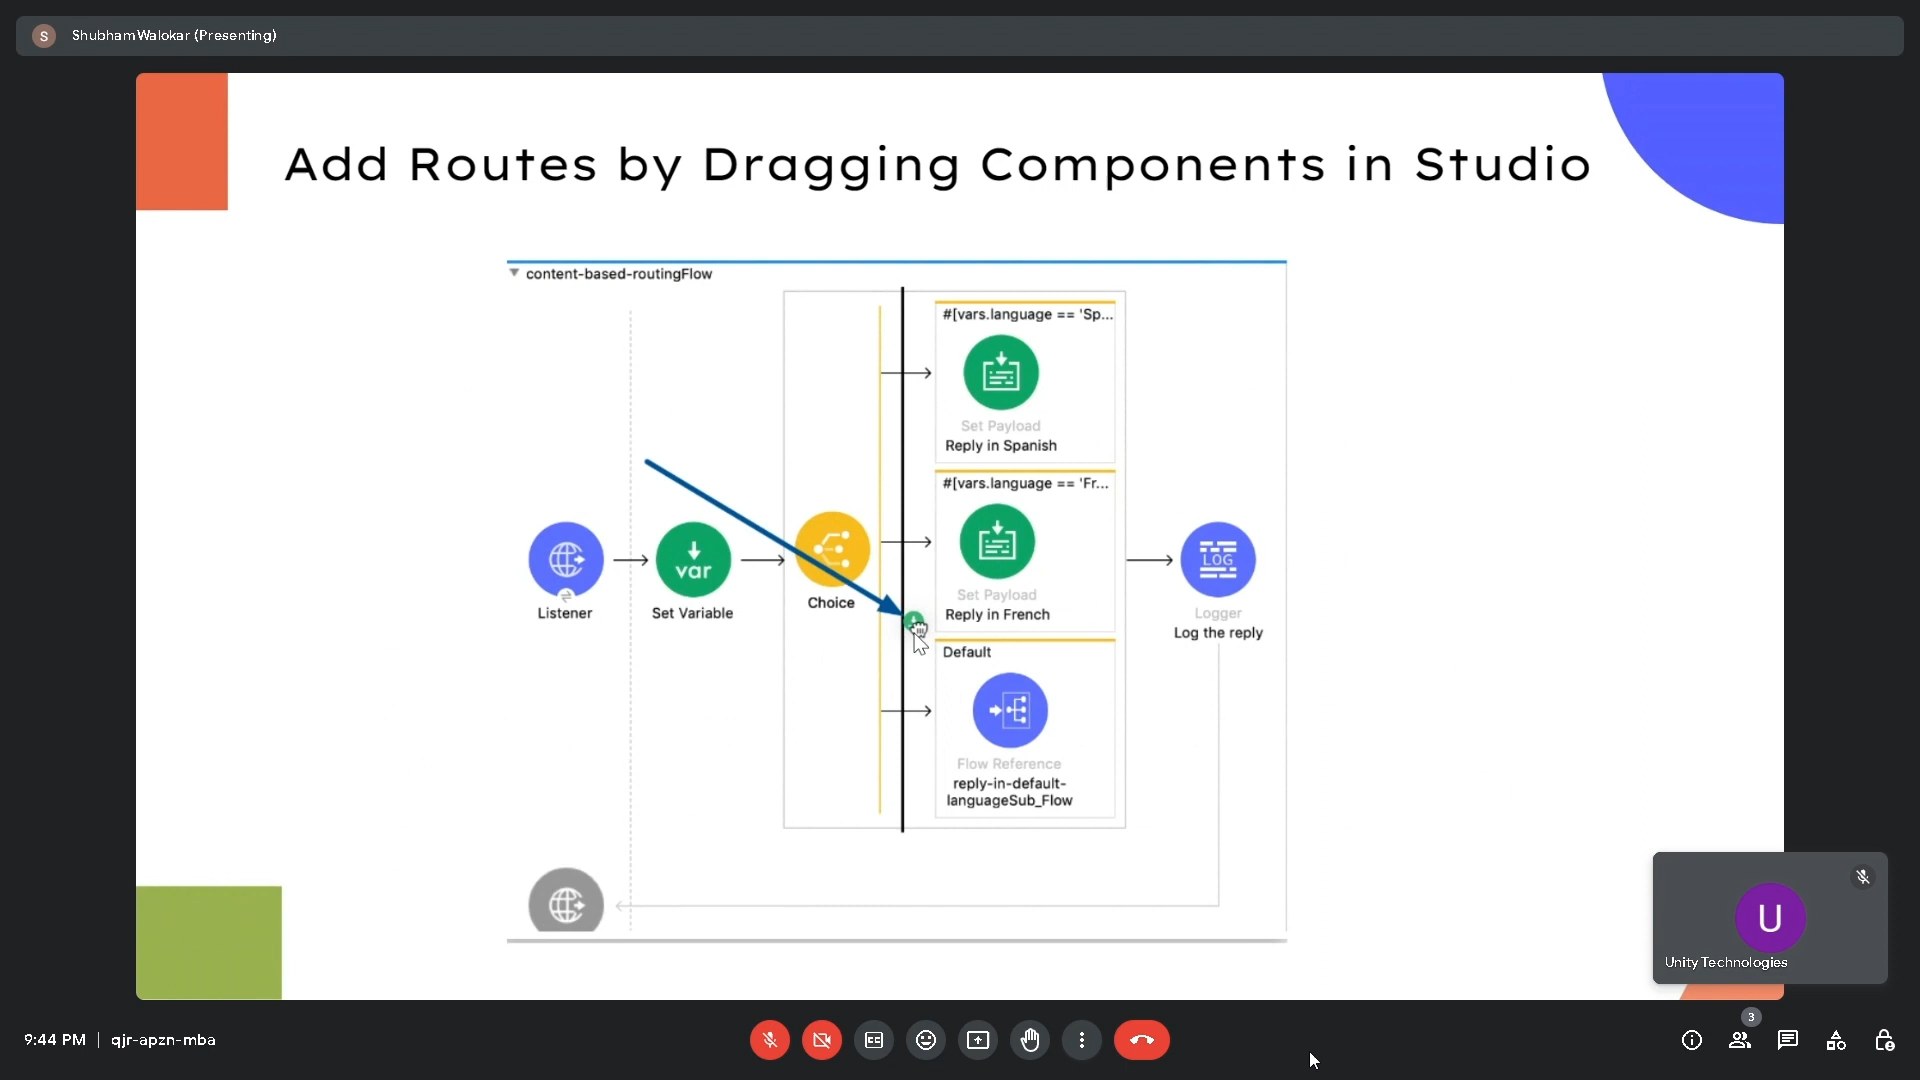 S ShubhamWalokar (Presenting)
Add Routes by Dragging Components in Studio
content-based-routingFlow
#[vars.language == 'Sp...
Set Payload
Reply in Spanish
#[vars.language == 'Fr...
Set Payload
Reply in French
Listener
var
Set Variable
Choice
LOG
Logger
Log the reply
Default
Flow Reference
reply-in-default-
languageSub_Flow
U
Unity Technologies
9:44 PM | qjr-apzn-mba
3